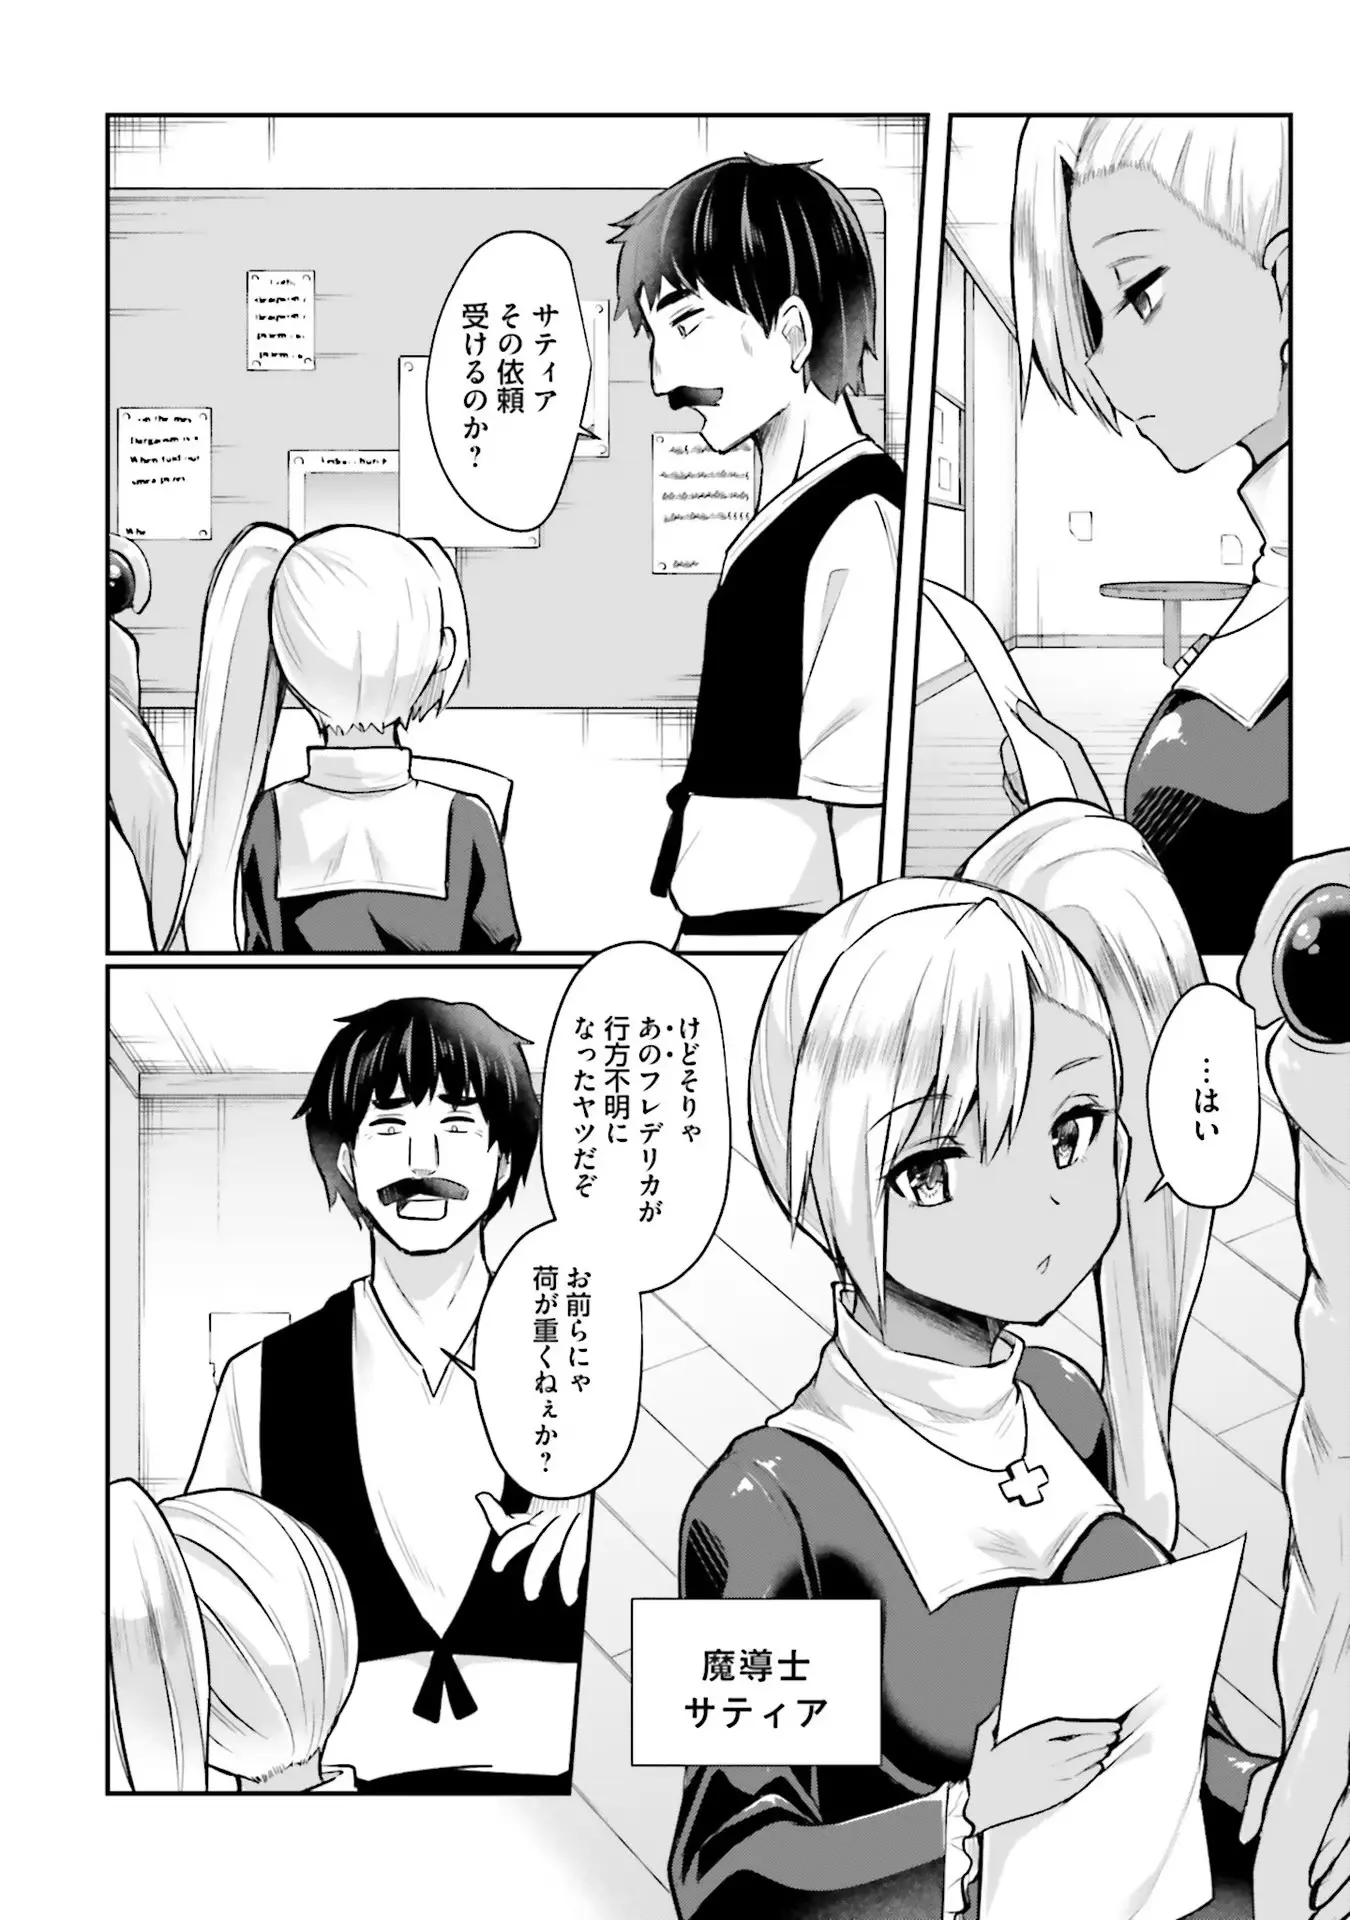 サティア
その依頼
受けるのか？
…はい
魔導士
サティア
けどそりゃ
あのフレデリカが
行方不明に
なったヤツだぞ
お前らにゃ
荷が重くねぇか？